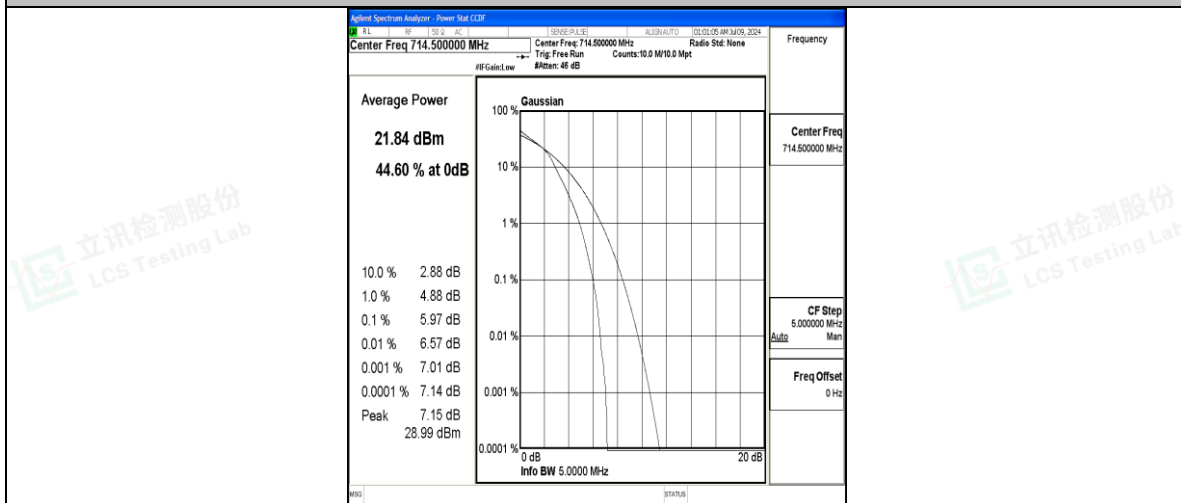 Agilent Spectrum Analyzer - Power Stat CCDF
RL RF 50 Ω AC SENSE:PULSE ALIGN AUTO 01:01:05 AM Jul 09, 2024
Center Freq 714.500000 MHz
Center Freq: 714.500000 MHz Radio Std: None
Trig: Free Run Counts:10.0 M/10.0 Mpt
#IFGain:Low #Atten: 46 dB
Frequency
Average Power
21.84 dBm
44.60 % at 0dB
10.0 % 2.88 dB
1.0 % 4.88 dB
0.1 % 5.97 dB
0.01 % 6.57 dB
0.001 % 7.01 dB
0.0001 % 7.14 dB
Peak 7.15 dB
28.99 dBm
Gaussian
100 %
10 %
1 %
0.1 %
0.01 %
0.001 %
0.0001 %
0 dB 20 dB
Info BW 5.0000 MHz
Center Freq
714.500000 MHz
CF Step
5.000000 MHz
Auto Man
Freq Offset
0 Hz
MSG STATUS
立讯检测股份
LCS Testing Lab
立讯检测股份
LCS Testing Lab